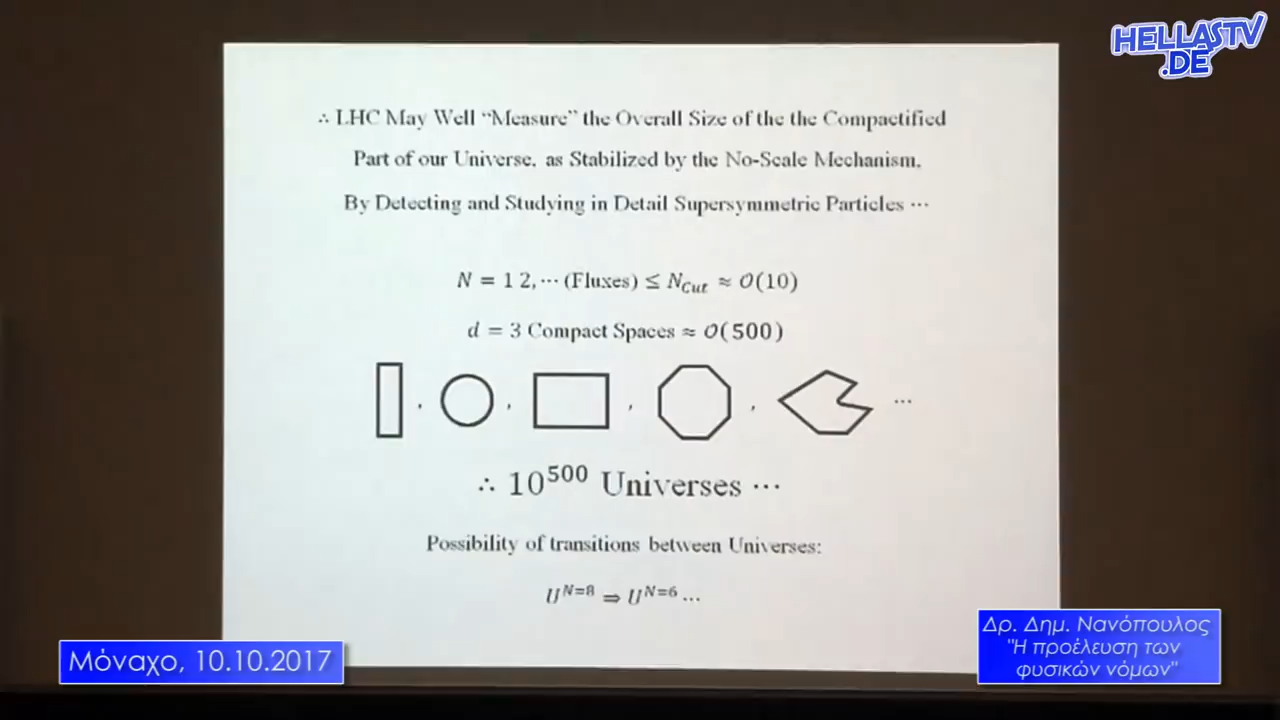 HELLASTV
.DE
∴ LHC May Well “Measure” the Overall Size of the the Compactified
Part of our Universe, as Stabilized by the No-Scale Mechanism,
By Detecting and Studying in Detail Supersymmetric Particles ⋯
N = 1 2, ⋯ (Fluxes) ≤ N_Cut ≈ 𝒪(10)
d = 3 Compact Spaces ≈ 𝒪(500)
, , , , ⋯
∴ 10^500 Universes ⋯
Possibility of transitions between Universes:
U^N=8 ⇒ U^N=6 ...
Μόναχο, 10.10.2017
Δρ. Δημ. Νανόπουλος
"Η προέλευση των
φυσικών νόμων"